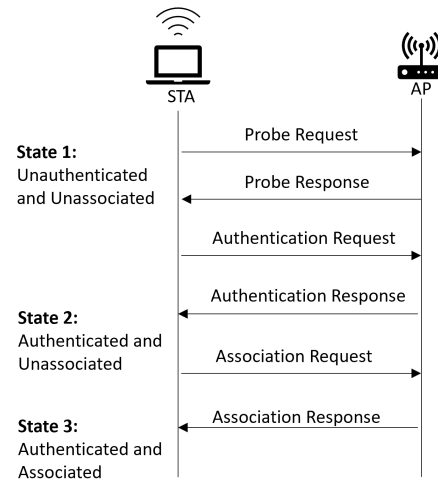 STA
AP
Probe Request
State 1:
Unauthenticated
and Unassociated
Probe Response
Authentication Request
Authentication Response
State 2:
Authenticated and
Unassociated
Association Request
Association Response
State 3:
Authenticated and
Associated